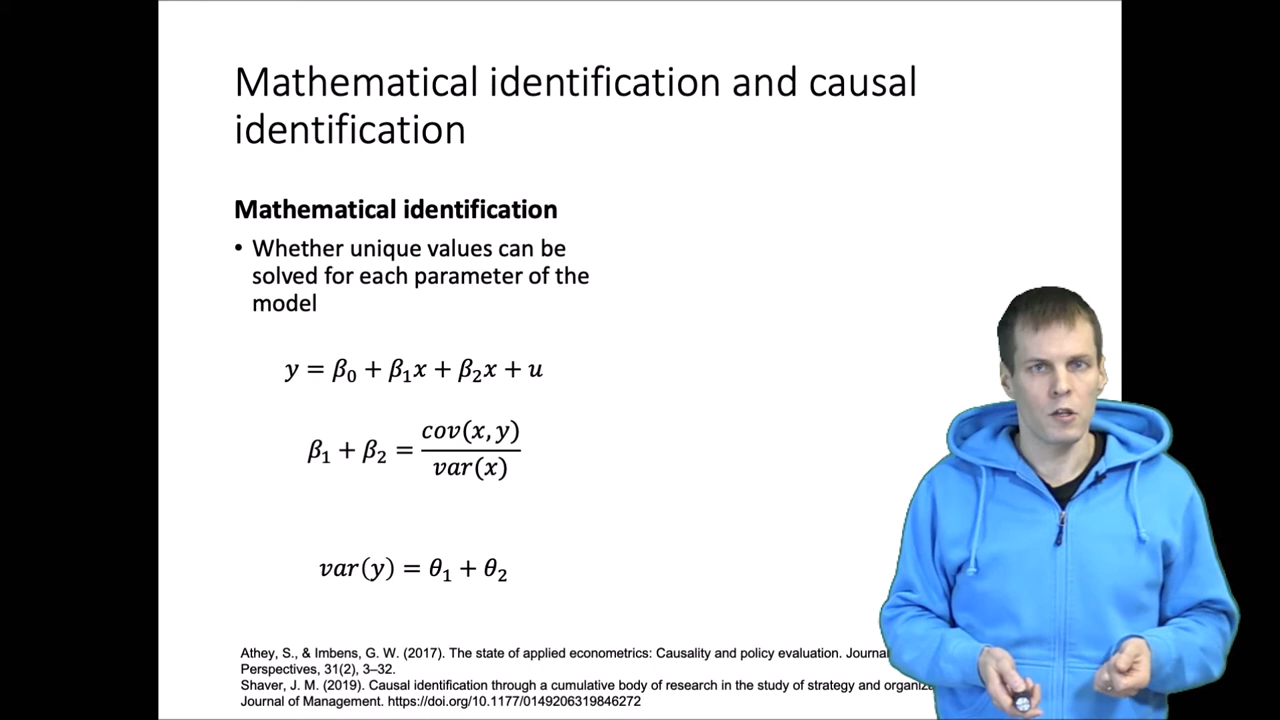 Mathematical identification and causal
identification
Mathematical identification
• Whether unique values can be
solved for each parameter of the
model
y = β₀ + β₁x + β₂x + u
β₁ + β₂ = cov(x, y) / var(x)
var(y) = θ₁ + θ₂
Athey, S., & Imbens, G. W. (2017). The state of applied econometrics: Causality and policy evaluation. Journal
Perspectives, 31(2), 3–32.
Shaver, J. M. (2019). Causal identification through a cumulative body of research in the study of strategy and
Journal of Management. https://doi.org/10.1177/0149206319846272